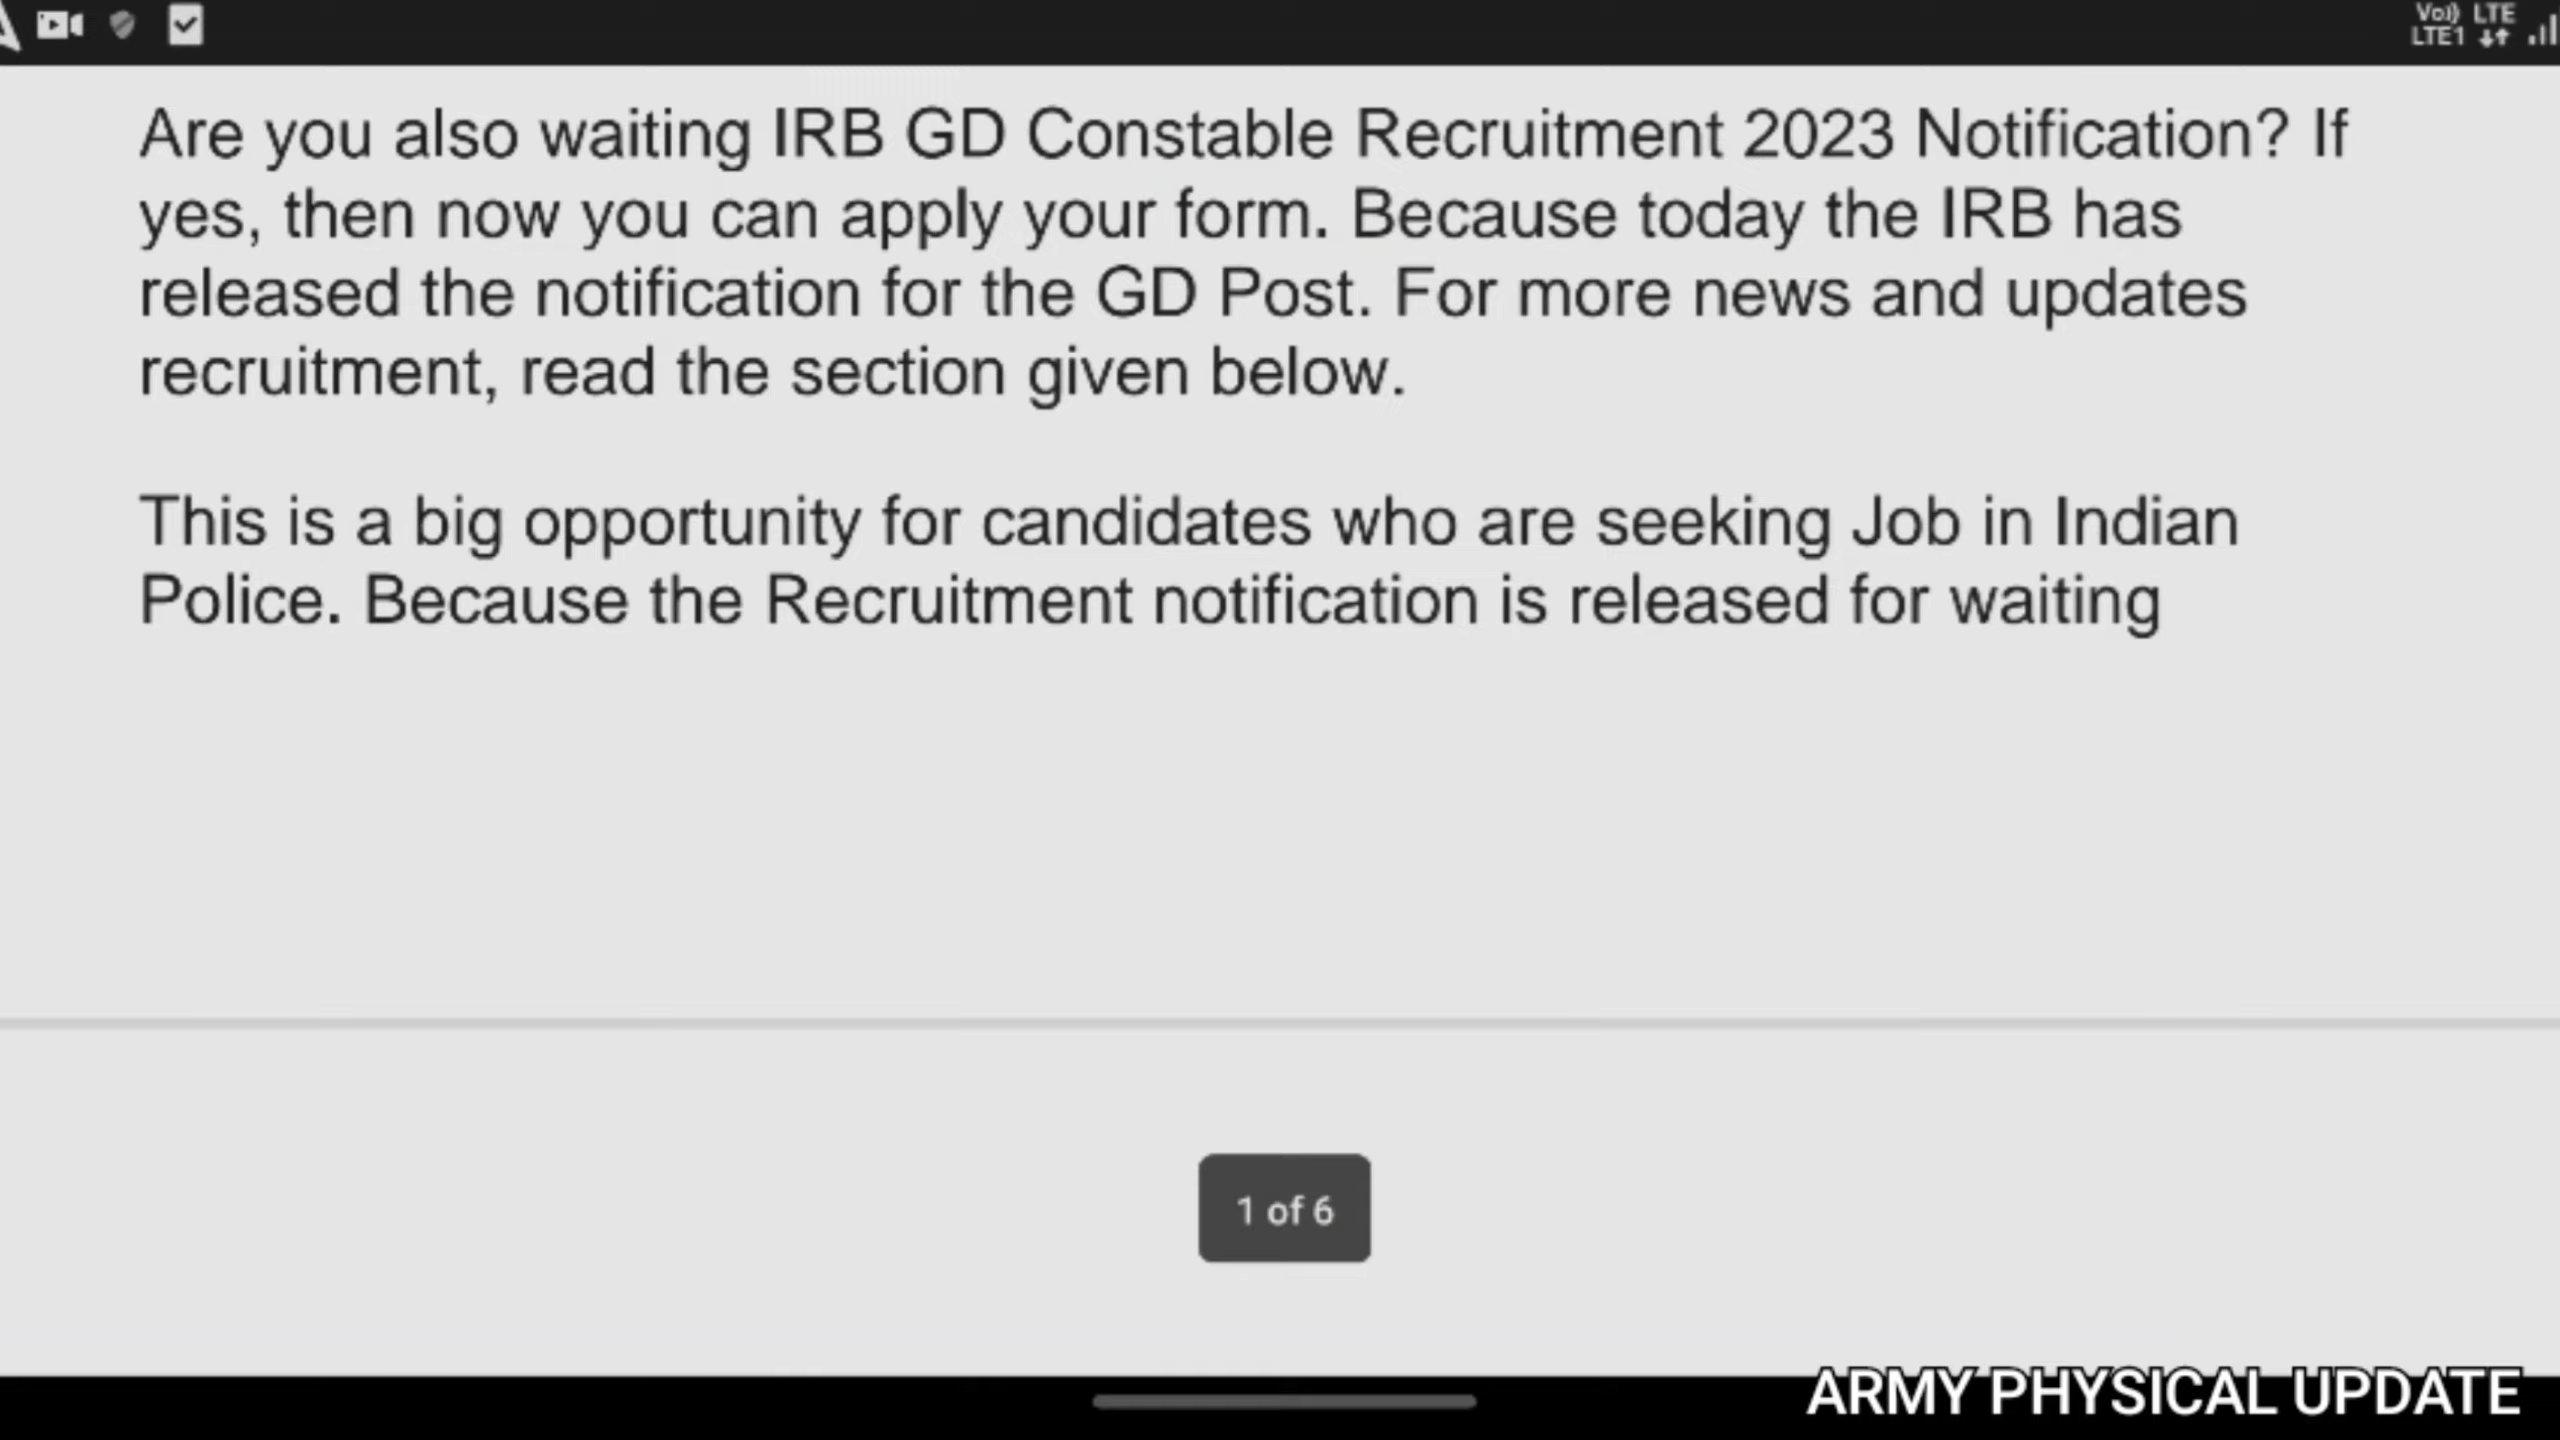 Vo) LTE
LTE1
Are you also waiting IRB GD Constable Recruitment 2023 Notification? If
yes, then now you can apply your form. Because today the IRB has
released the notification for the GD Post. For more news and updates
recruitment, read the section given below.
This is a big opportunity for candidates who are seeking Job in Indian
Police. Because the Recruitment notification is released for waiting
1 of 6
ARMY PHYSICAL UPDATE